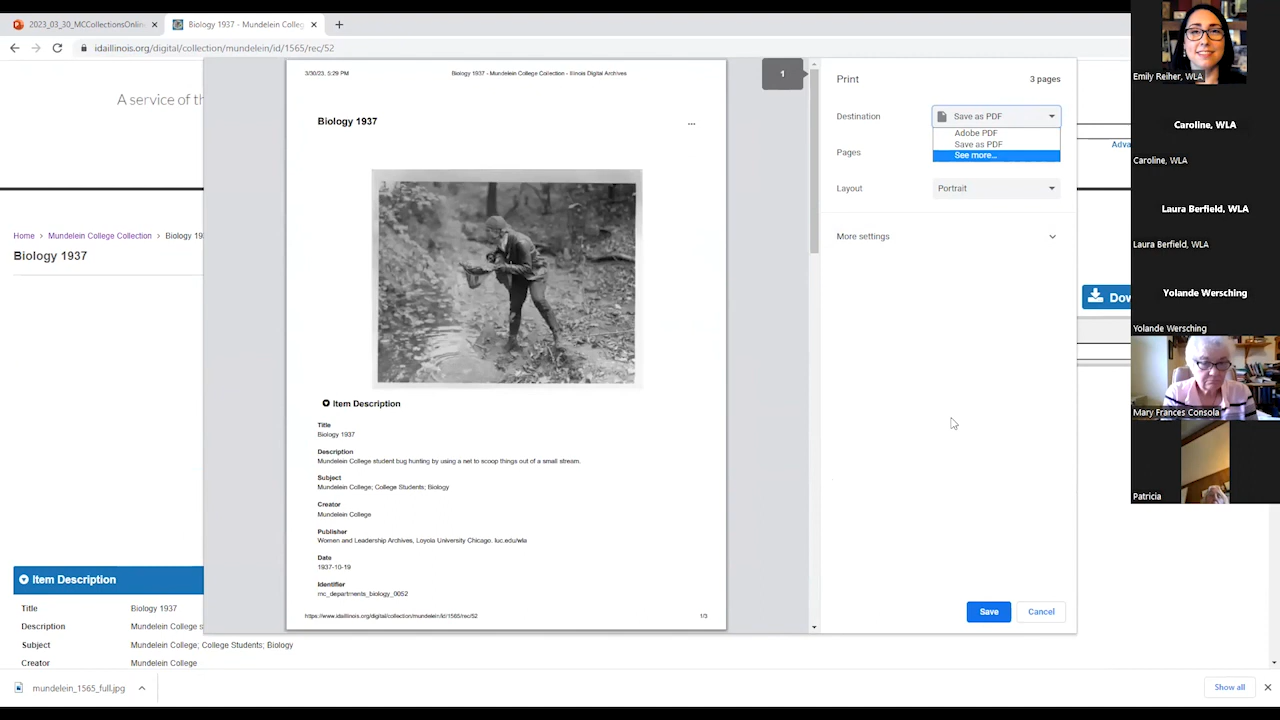 2023_03_30_MCCollectionsOnlin
Biology 1937 - Mundelein Colleg
idaillinois.org/digital/collection/mundelein/id/1565/rec/52
A service of th
Adva
Home > Mundelein College Collection > Biology 19
Biology 1937
Dow
Item Description
Title Biology 1937
Description Mundelein College s
Subject Mundelein College; College Students; Biology
Creator Mundelein College
3/30/23, 5:29 PM Biology 1937 - Mundelein College Collection - Illinois Digital Archives
Biology 1937
...
Item Description
Title
Biology 1937
Description
Mundelein College student bug hunting by using a net to scoop things out of a small stream.
Subject
Mundelein College; College Students; Biology
Creator
Mundelein College
Publisher
Women and Leadership Archives, Loyola University Chicago. luc.edu/wla
Date
1937-10-19
Identifier
mc_departments_biology_0052
https://www.idaillinois.org/digital/collection/mundelein/id/1565/rec/52 1/3
1
Print 3 pages
Destination Save as PDF
Adobe PDF
Save as PDF
See more...
Pages
Layout Portrait
More settings
Save Cancel
mundelein_1565_full.jpg
Show all
Emily Reiher, WLA
Caroline, WLA
Caroline, WLA
Laura Berfield, WLA
Laura Berfield, WLA
Yolande Wersching
Yolande Wersching
Mary Frances Consola
Patricia